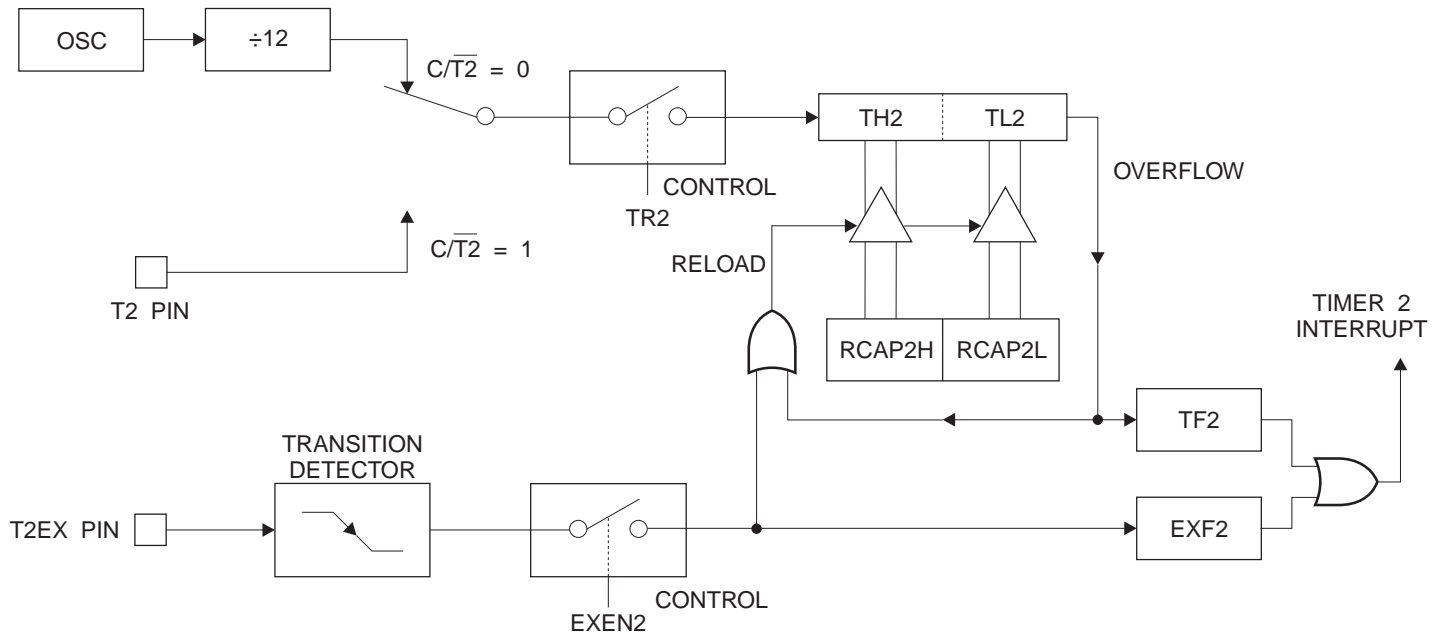 OSC
÷12
C/T2̅ = 0
TH2
TL2
OVERFLOW
CONTROL
TR2
C/T2̅ = 1
RELOAD
T2 PIN
TIMER 2
INTERRUPT
RCAP2H
RCAP2L
TF2
TRANSITION
DETECTOR
T2EX PIN
EXF2
CONTROL
EXEN2